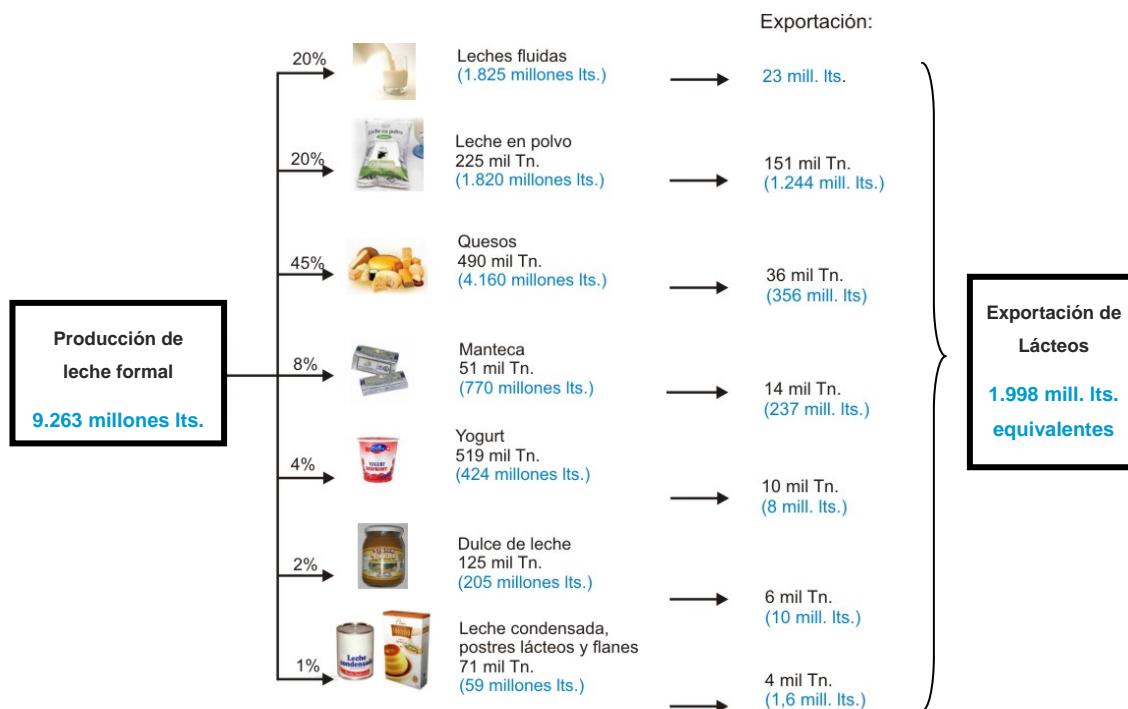 Exportación:
20%
Leches fluidas
(1.825 millones lts.)
23 mill. lts.
20%
Leche en polvo
225 mil Tn.
(1.820 millones lts.)
151 mil Tn.
(1.244 mill. lts.)
45%
Quesos
490 mil Tn.
(4.160 millones lts.)
36 mil Tn.
(356 mill. lts)
Producción de
leche formal
9.263 millones lts.
8%
Manteca
51 mil Tn.
(770 millones lts.)
14 mil Tn.
(237 mill. lts.)
4%
Yogurt
519 mil Tn.
(424 millones lts.)
10 mil Tn.
(8 mill. lts.)
2%
Dulce de leche
125 mil Tn.
(205 millones lts.)
6 mil Tn.
(10 mill. lts.)
1%
Leche
condensada
Leche condensada,
postres lácteos y flanes
71 mil Tn.
(59 millones lts.)
4 mil Tn.
(1,6 mill. lts.)
Exportación de
Lácteos
1.998 mill. lts.
equivalentes